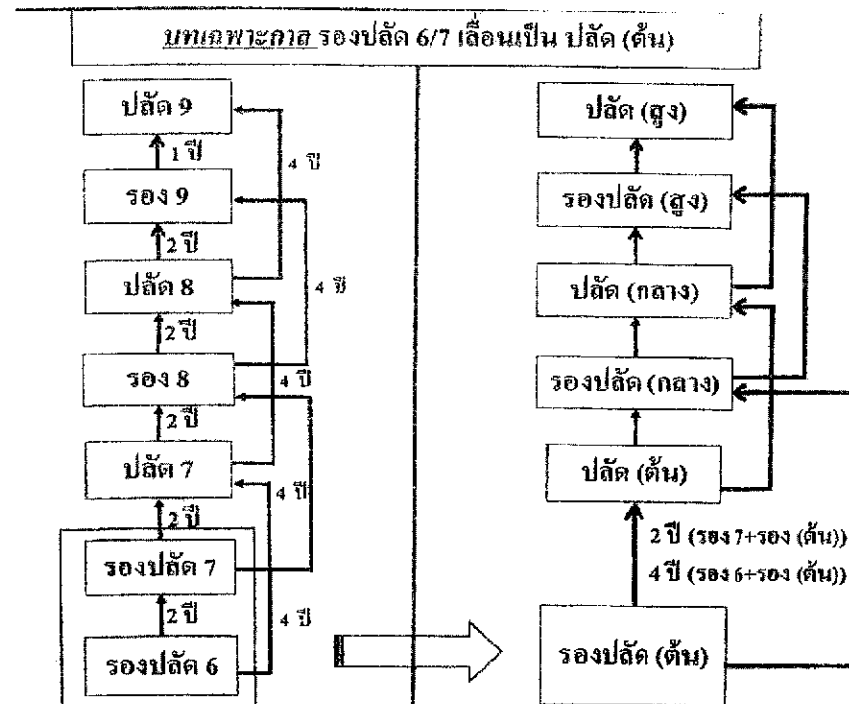 บทเฉพาะกาล รองปลัด 6/7 เลื่อนเป็น ปลัด (ต้น)
ปลัด 9
1 ปี
4 ปี
รอง 9
2 ปี
4 ปี
ปลัด 8
2 ปี
รอง 8
4 ปี
2 ปี
ปลัด 7
4 ปี
2 ปี
รองปลัด 7
2 ปี
4 ปี
รองปลัด 6
ปลัด (สูง)
รองปลัด (สูง)
ปลัด (กลาง)
รองปลัด (กลาง)
ปลัด (ต้น)
2 ปี (รอง 7+รอง (ต้น))
4 ปี (รอง 6+รอง (ต้น))
รองปลัด (ต้น)